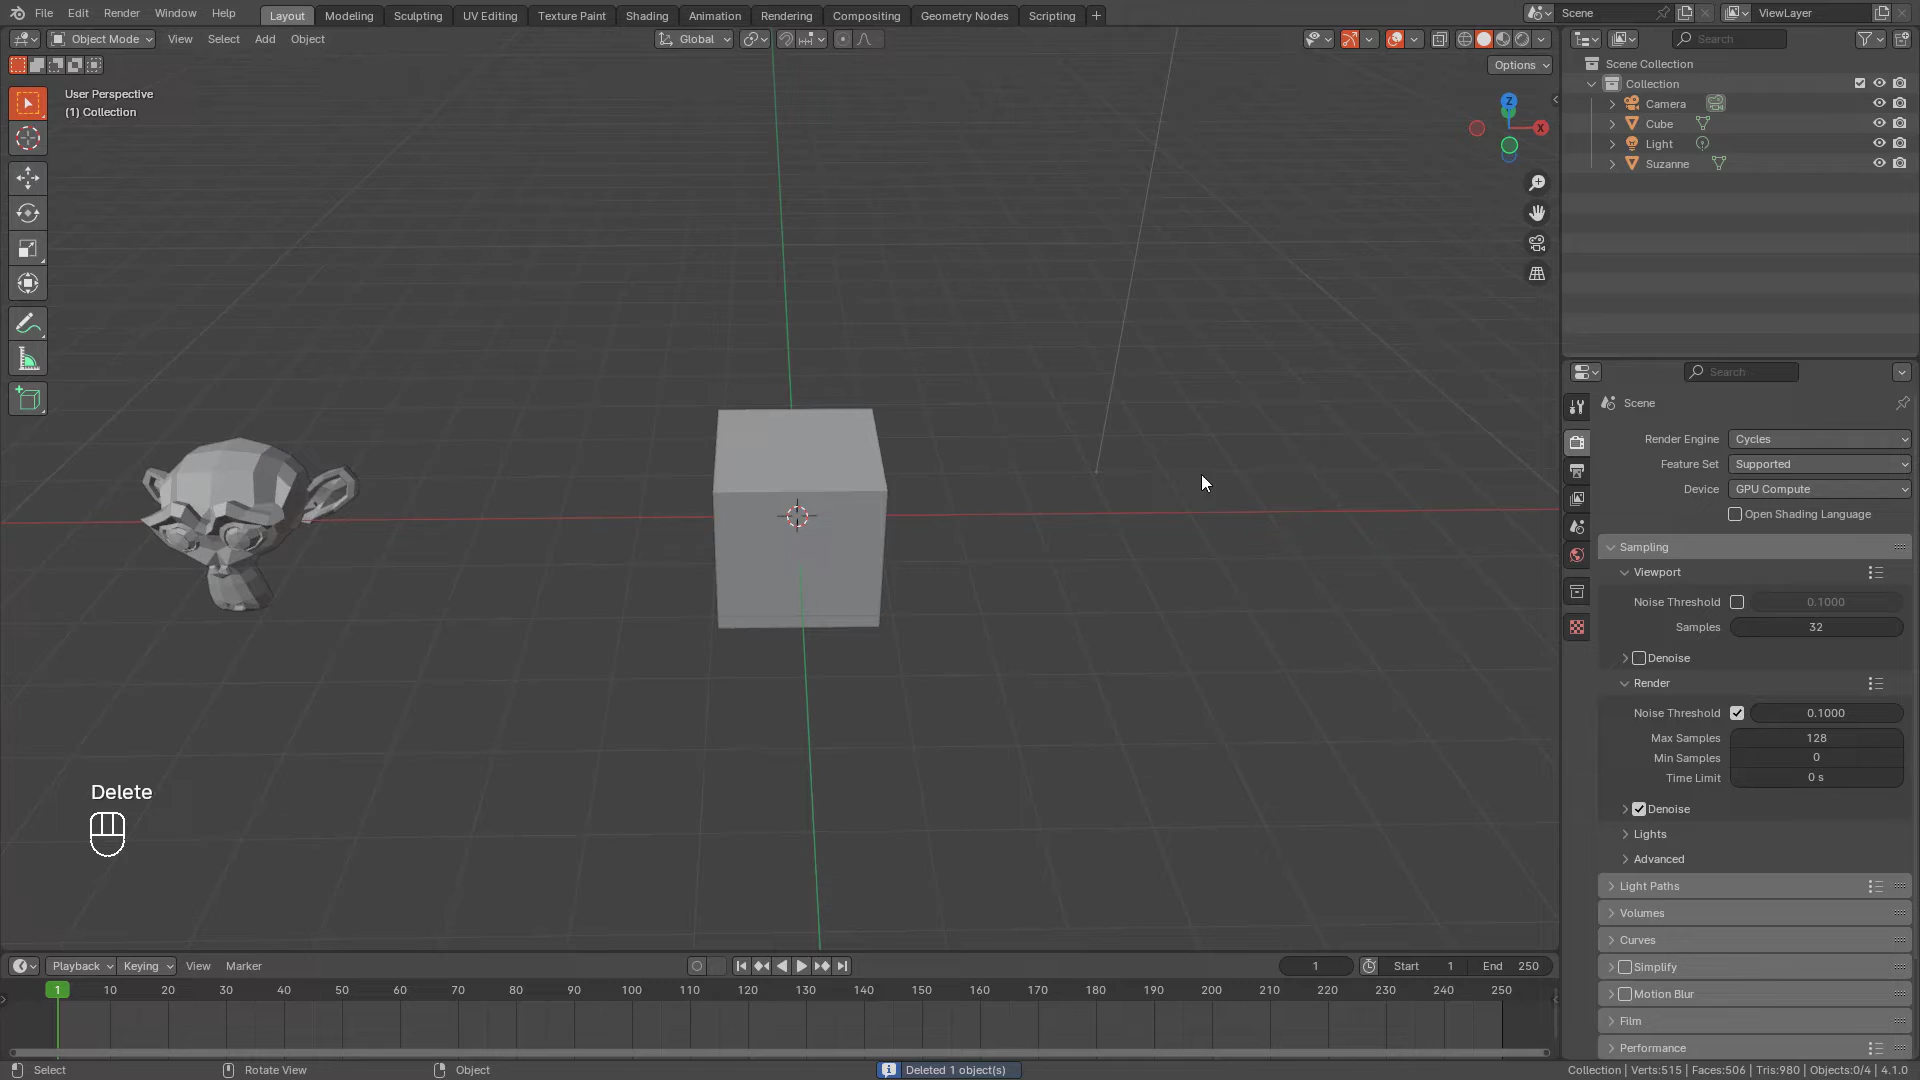 File Edit Render Window Help Layout Modeling Sculpting UV Editing Texture Paint Shading Animation Rendering Compositing Geometry Nodes Scripting + Scene ViewLayer
Object Mode View Select Add Object Global Search
Options
User Perspective
(1) Collection
Z
X
Scene Collection
Collection
Camera
Cube
Light
Suzanne
Search
Scene
Render Engine Cycles
Feature Set Supported
Device GPU Compute
Open Shading Language
Sampling
Viewport
Noise Threshold 0.1000
Samples 32
Denoise
Render
Noise Threshold 0.1000
Max Samples 128
Min Samples 0
Time Limit 0 s
Denoise
Lights
Advanced
Light Paths
Volumes
Curves
Simplify
Motion Blur
Film
Performance
Delete
Playback Keying View Marker 1 Start 1 End 250
1 10 20 30 40 50 60 70 80 90 100 110 120 130 140 150 160 170 180 190 200 210 220 230 240 250
Select Rotate View Object Deleted 1 object(s) Collection | Verts:515 | Faces:506 | Tris:980 | Objects:0/4 | 4.1.0